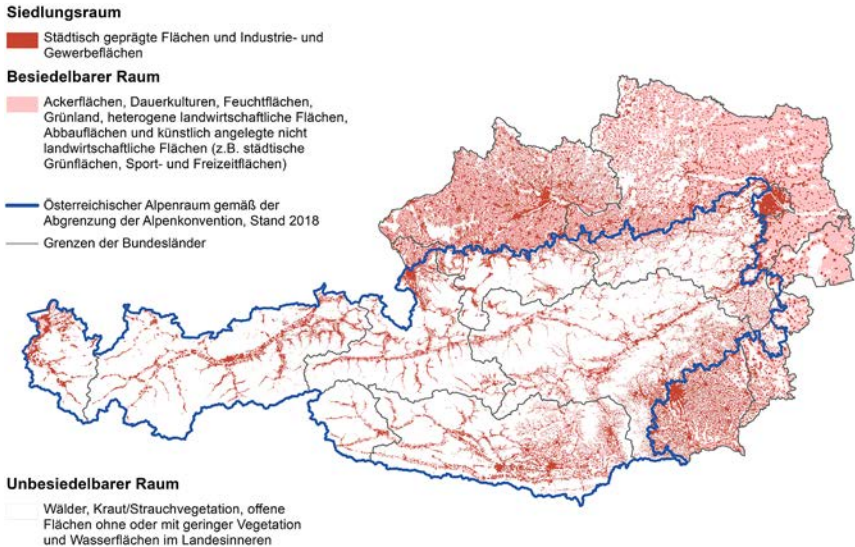 Siedlungsraum
Städtisch geprägte Flächen und Industrie- und
Gewerbeflächen
Besiedelbarer Raum
Ackerflächen, Dauerkulturen, Feuchtflächen,
Grünland, heterogene landwirtschaftliche Flächen,
Abbauflächen und künstlich angelegte nicht
landwirtschaftliche Flächen (z.B. städtische
Grünflächen, Sport- und Freizeitflächen)
Österreichischer Alpenraum gemäß der
Abgrenzung der Alpenkonvention, Stand 2018
Grenzen der Bundesländer
Unbesiedelbarer Raum
Wälder, Kraut/Strauchvegetation, offene
Flächen ohne oder mit geringer Vegetation
und Wasserflächen im Landesinneren